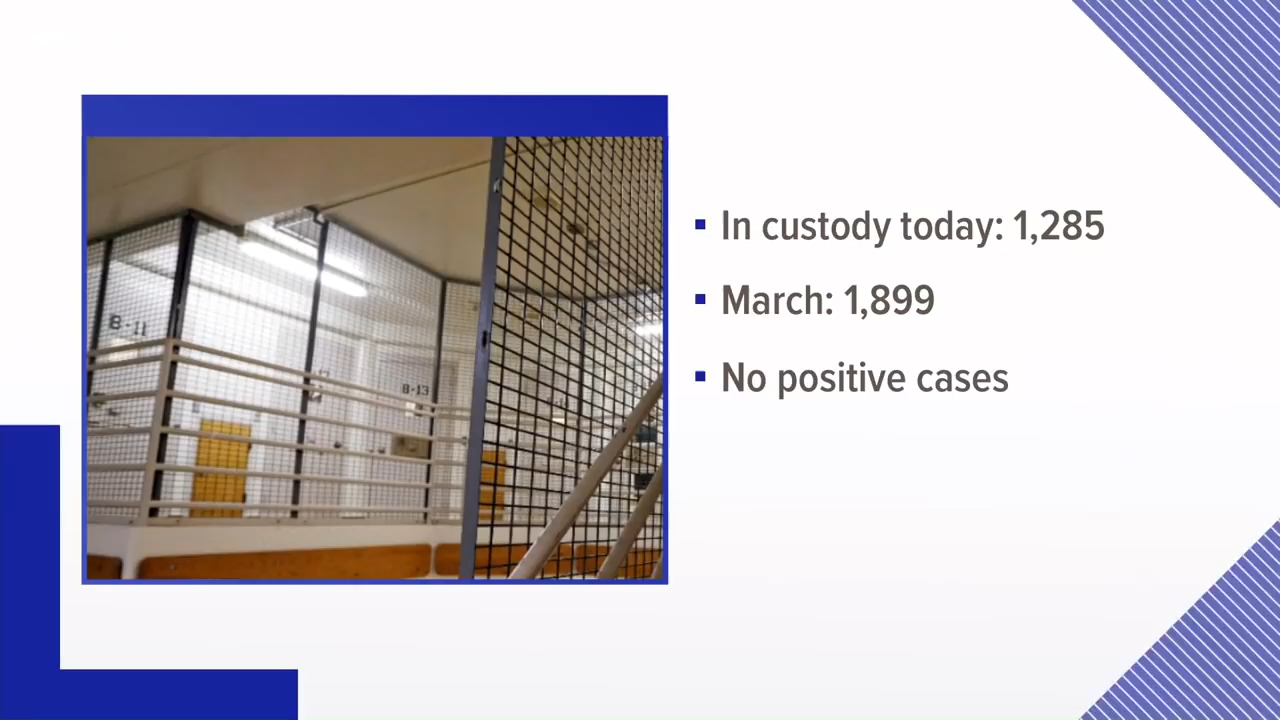 In custody today: 1,285
March: 1,899
No positive cases
B-11
B-13